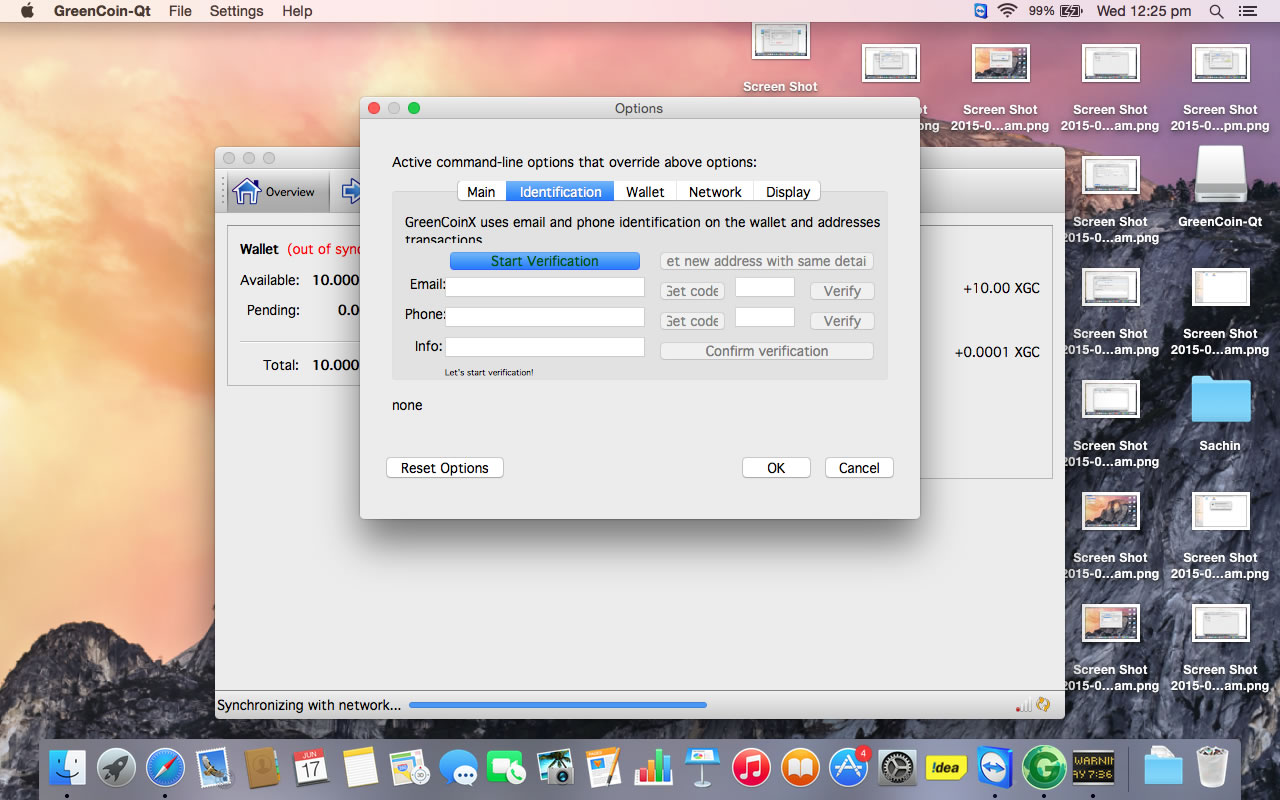 GreenCoin-Qt File Settings Help 99% Wed 12:25 pm
Screen Shot
Screen Shot
2015-0...am.png
Screen Shot
2015-0...am.png
Screen Shot
2015-0...pm.png
Options
Active command-line options that override above options:
Main Identification Wallet Network Display
GreenCoinX uses email and phone identification on the wallet and addresses
transactions
Start Verification
et new address with same detai
Email: Get code Verify
Phone: Get code Verify
Info: Confirm verification
Let's start verification!
none
Reset Options OK Cancel
Overview
Wallet (out of sync
Available: 10.000
Pending: 0.0
Total: 10.000
+10.00 XGC
+0.0001 XGC
Synchronizing with network...
Screen Shot
2015-0...am.png
GreenCoin-Qt
Screen Shot
2015-0...am.png
Screen Shot
2015-0...am.png
Screen Shot
2015-0...am.png
Sachin
Screen Shot
2015-0...am.png
Screen Shot
2015-0...am.png
Screen Shot
2015-0...am.png
Screen Shot
2015-0...am.png
JUN
17
4
!dea
WARNIN
AY 7:36